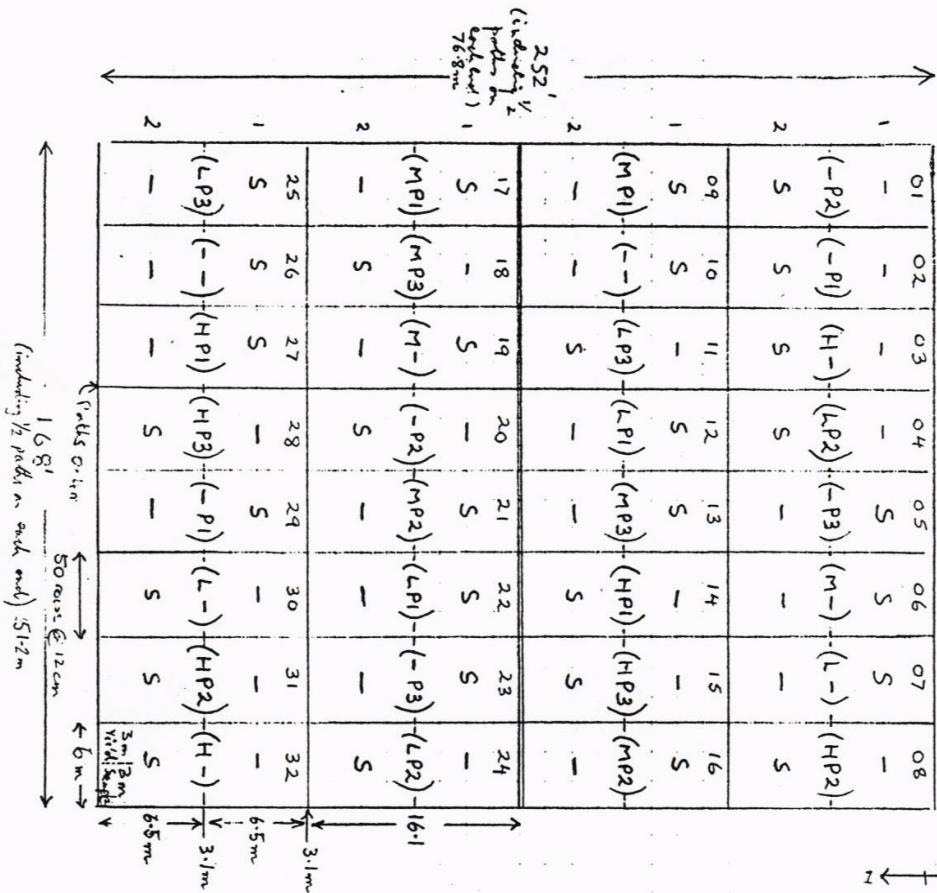 N
01 02 03 04 05 06 07 08
1 - - - - S S S -
(-P2) (-P1) (H-) (LP2) (-P3) (M-) (L-) (HP2)
2 S S S S - - - S
09 10 11 12 13 14 15 16
1 S S - S S - - S
(MP1) (--) (LP3) (LP1) (MP3) (HP1) (HP3) (MP2)
2 - - S - - S S -
252'
(including 1/2
paths on
each end)
76.8m
17 18 19 20 21 22 23 24
1 S - S - S S S -
(MP1) (MP3) (M-) (-P2) (MP2) (LP1) (-P3) (LP2)
2 - S - S - - - S
16.1
3.1m
25 26 27 28 29 30 31 32
1 S S S - S - - -
6.5m
(LP3) (--) (HP1) (HP3) (-P1) (L-) (HP2) (H-)
3.1m
2 - - - S - S S S
6.5m
3m 3m
Yield
Paths 0.4m
50 rows @ 12cm
6m
168'
(including 1/2 paths on each end) 51.2m